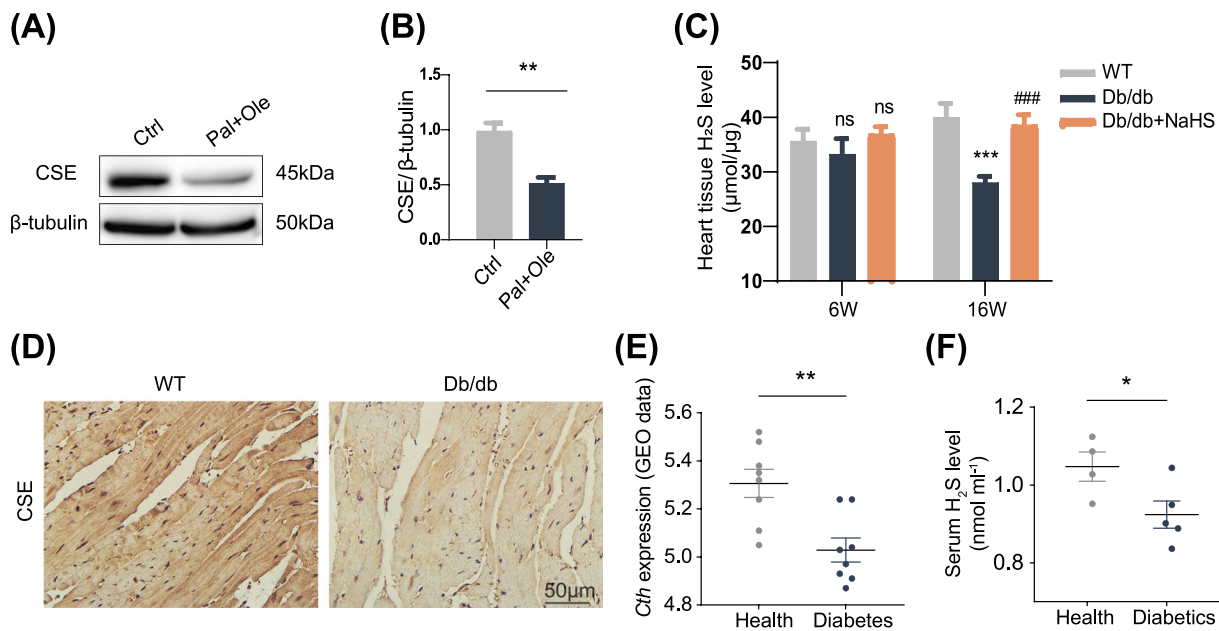 (A)
Ctrl
Pal+Ole
CSE
45kDa
β-tubulin
50kDa
(B)
**
CSE/β-tubulin
1.5
1.0
0.5
0.0
Ctrl
Pal+Ole
(C)
Heart tissue H₂S level
(μmol/μg)
50
40
30
20
10
ns
ns
***
###
6W
16W
WT
Db/db
Db/db+NaHS
(D)
WT
Db/db
CSE
50μm
(E)
**
Cth expression (GEO data)
5.6
5.4
5.2
5.0
4.8
Health
Diabetes
(F)
*
Serum H₂S level
(nmol ml⁻¹)
1.2
1.0
0.8
Health
Diabetics